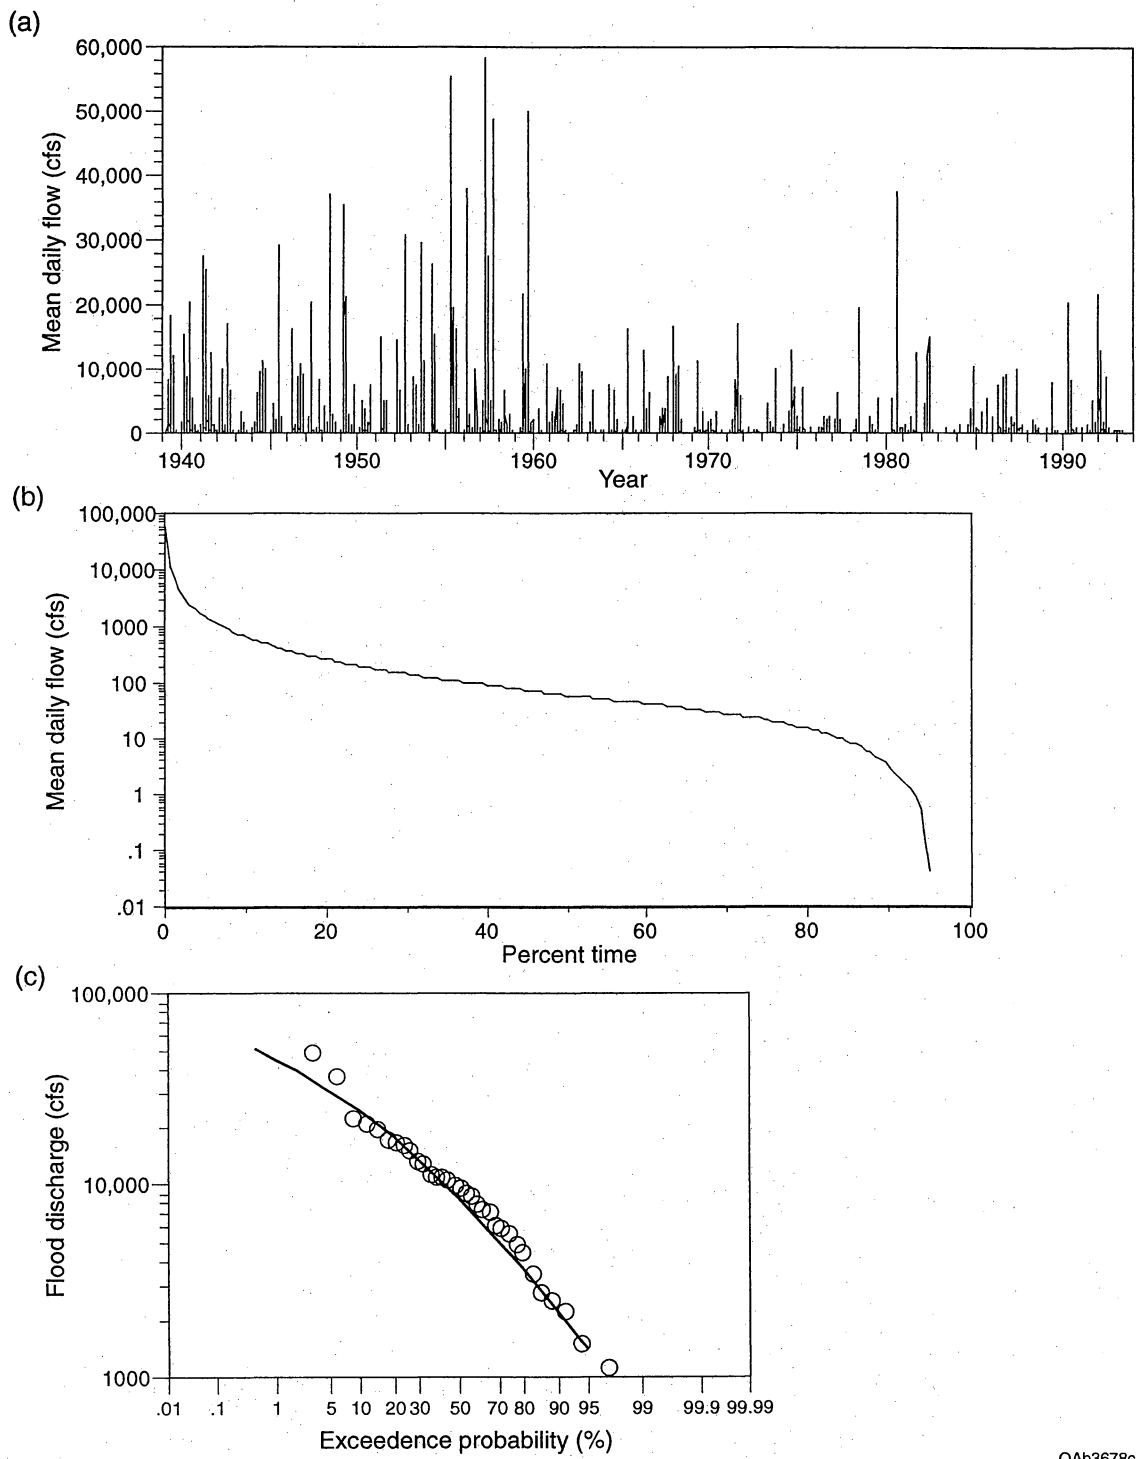 (a)
60,000
50,000
40,000
30,000
20,000
10,000
0
Mean daily flow (cfs)
1940 1950 1960 1970 1980 1990
Year
(b)
100,000
10,000
1000
100
10
1
.1
.01
Mean daily flow (cfs)
0 20 40 60 80 100
Percent time
(c)
100,000
10,000
1000
Flood discharge (cfs)
.01 .1 1 5 10 20 30 50 70 80 90 95 99 99.9 99.99
Exceedence probability (%)
QAb3678c